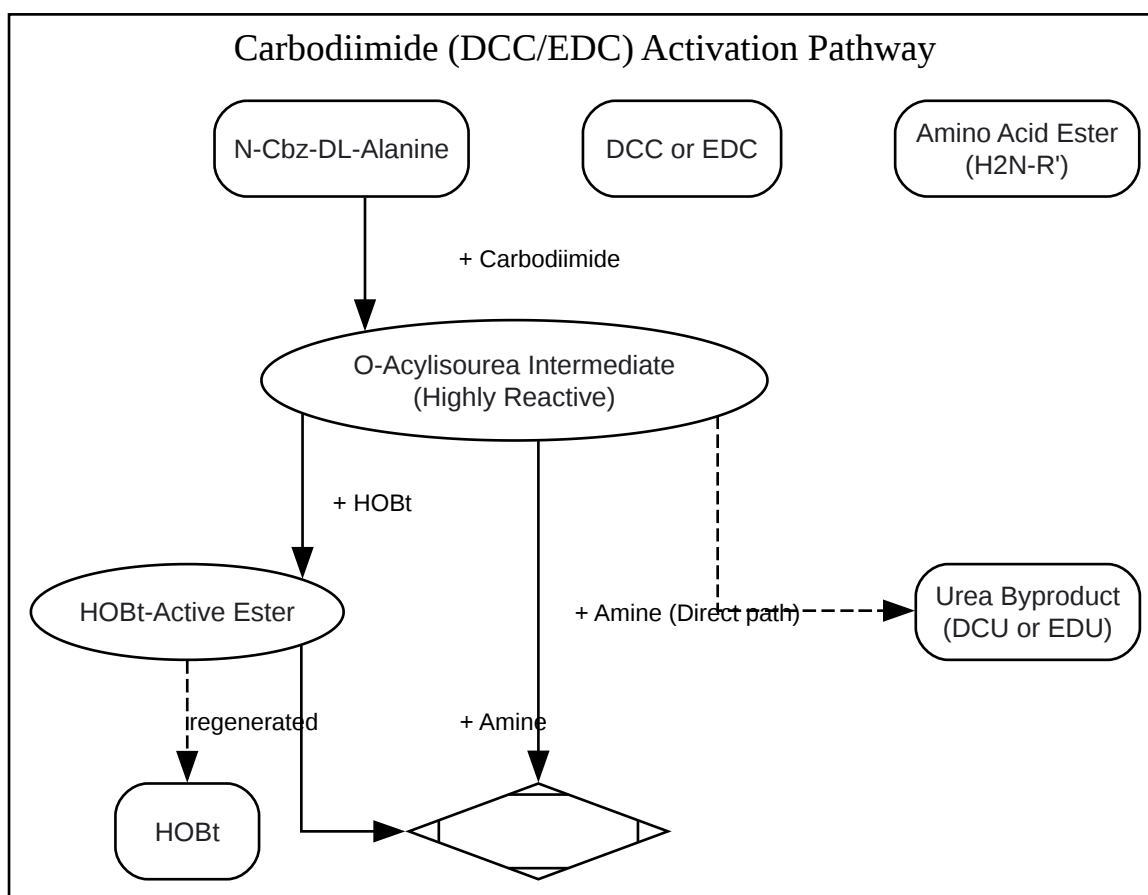 Carbodiimide (DCC/EDC) Activation Pathway
N-Cbz-DL-Alanine
DCC or EDC
Amino Acid Ester
(H2N-R')
+ Carbodiimide
O-Acylisourea Intermediate
(Highly Reactive)
+ HOBt
HOBt-Active Ester
+ Amine (Direct path)
Urea Byproduct
(DCU or EDU)
regenerated
+ Amine
HOBt